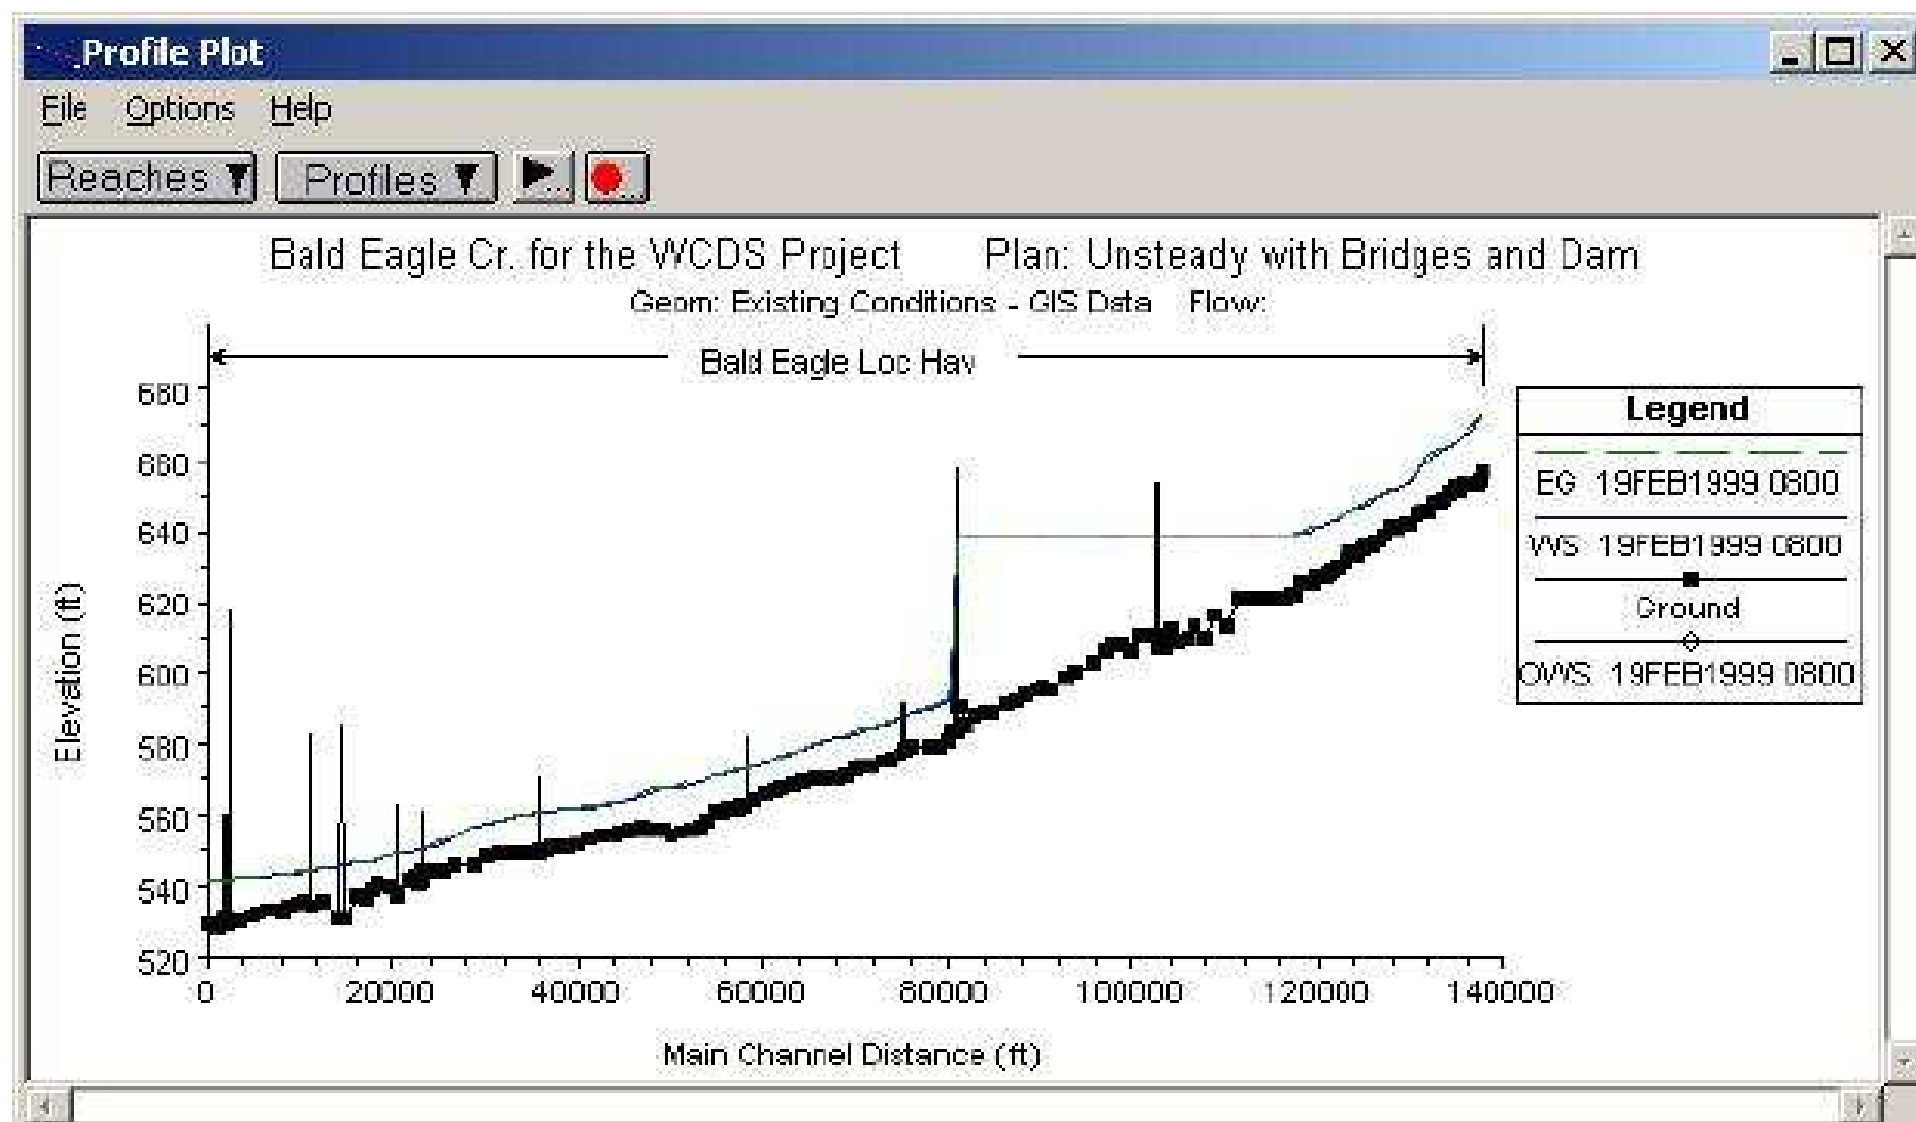 Profile Plot
File Options Help
Reaches Profiles
Bald Eagle Cr. for the WCDS Project Plan: Unsteady with Bridges and Dam
Geom: Existing Conditions - GIS Data Flow:
Bald Eagle Loc Hav
680
660
640
620
600
580
560
540
520
Elevation (ft)
0 20000 40000 60000 80000 100000 120000 140000
Main Channel Distance (ft)
Legend
EG 19FEB1999 0800
WS 19FEB1999 0800
Ground
OWS 19FEB1999 0800